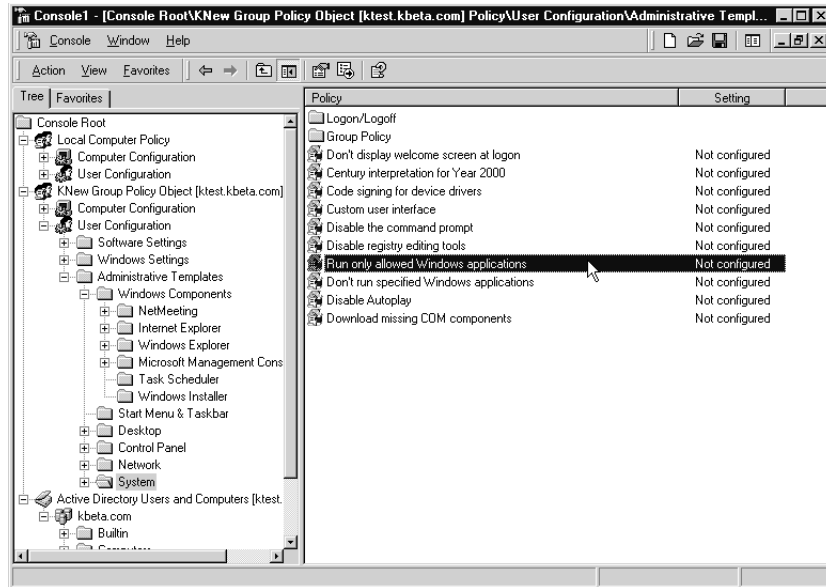 Console1 - [Console Root\KNew Group Policy Object [ktest.kbeta.com] Policy\User Configuration\Administrative Templ...
Console Window Help
Action View Favorites
Tree Favorites
Console Root
Local Computer Policy
Computer Configuration
User Configuration
KNew Group Policy Object [ktest.kbeta.com]
Computer Configuration
User Configuration
Software Settings
Windows Settings
Administrative Templates
Windows Components
NetMeeting
Internet Explorer
Windows Explorer
Microsoft Management Cons
Task Scheduler
Windows Installer
Start Menu & Taskbar
Desktop
Control Panel
Network
System
Active Directory Users and Computers [ktest.
kbeta.com
Builtin
Policy Setting
Logon/Logoff
Group Policy
Don't display welcome screen at logon Not configured
Century interpretation for Year 2000 Not configured
Code signing for device drivers Not configured
Custom user interface Not configured
Disable the command prompt Not configured
Disable registry editing tools Not configured
Run only allowed Windows applications Not configured
Don't run specified Windows applications Not configured
Disable Autoplay Not configured
Download missing COM components Not configured